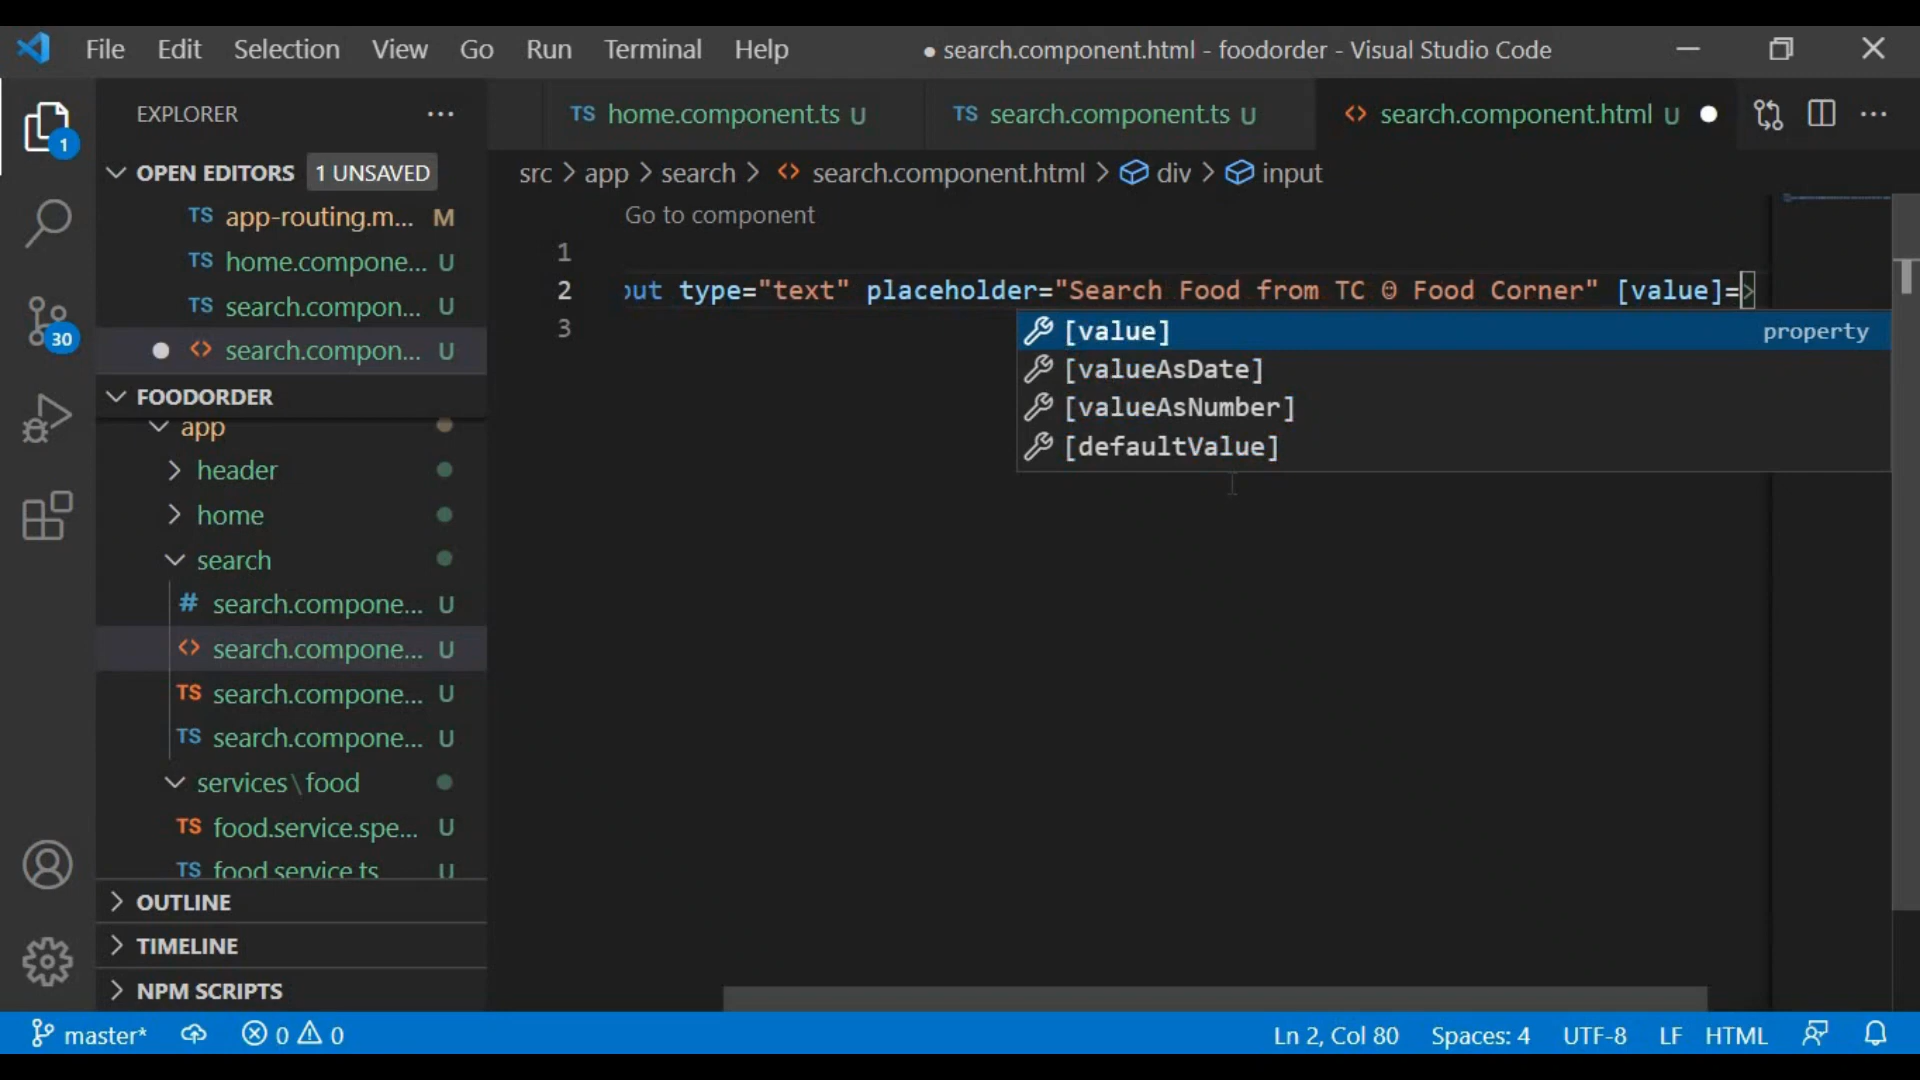 File Edit Selection View Go Run Terminal Help ● search.component.html - foodorder - Visual Studio Code
EXPLORER ···
TS home.component.ts U TS search.component.ts U <> search.component.html U ● ···
1
OPEN EDITORS 1 UNSAVED
src > app > search > <> search.component.html > div > input
TS app-routing.m... M
Go to component
TS home.compone... U
1
TS search.compon... U
2 out type="text" placeholder="Search Food from TC ☺ Food Corner" [value]=>
30
● <> search.compon... U
3
[value] property
[valueAsDate]
[valueAsNumber]
[defaultValue]
FOODORDER
app
header
home
search
# search.compone... U
<> search.compone... U
TS search.compone... U
TS search.compone... U
services\food
TS food.service.spe... U
TS food.service.ts U
OUTLINE
TIMELINE
NPM SCRIPTS
master* 0 0 Ln 2, Col 80 Spaces: 4 UTF-8 LF HTML